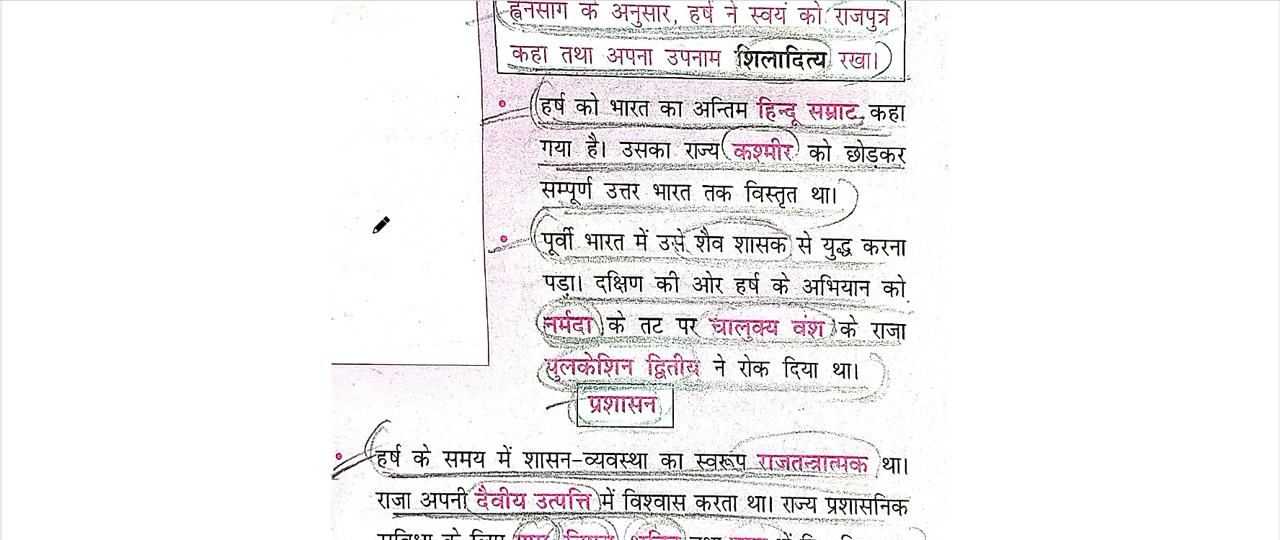 ह्वेनसांग के अनुसार, हर्ष ने स्वयं को राजपुत्र
कहा तथा अपना उपनाम शिलादित्य रखा।
हर्ष को भारत का अन्तिम हिन्दू सम्राट कहा
गया है। उसका राज्य कश्मीर को छोड़कर
सम्पूर्ण उत्तर भारत तक विस्तृत था।
पूर्वी भारत में उसे शैव शासक से युद्ध करना
पड़ा। दक्षिण की ओर हर्ष के अभियान को
नर्मदा के तट पर चालुक्य वंश के राजा
पुलकेशिन द्वितीय ने रोक दिया था।
प्रशासन
हर्ष के समय में शासन-व्यवस्था का स्वरूप राजतन्त्रात्मक था।
राजा अपनी दैवीय उत्पत्ति में विश्वास करता था। राज्य प्रशासनिक